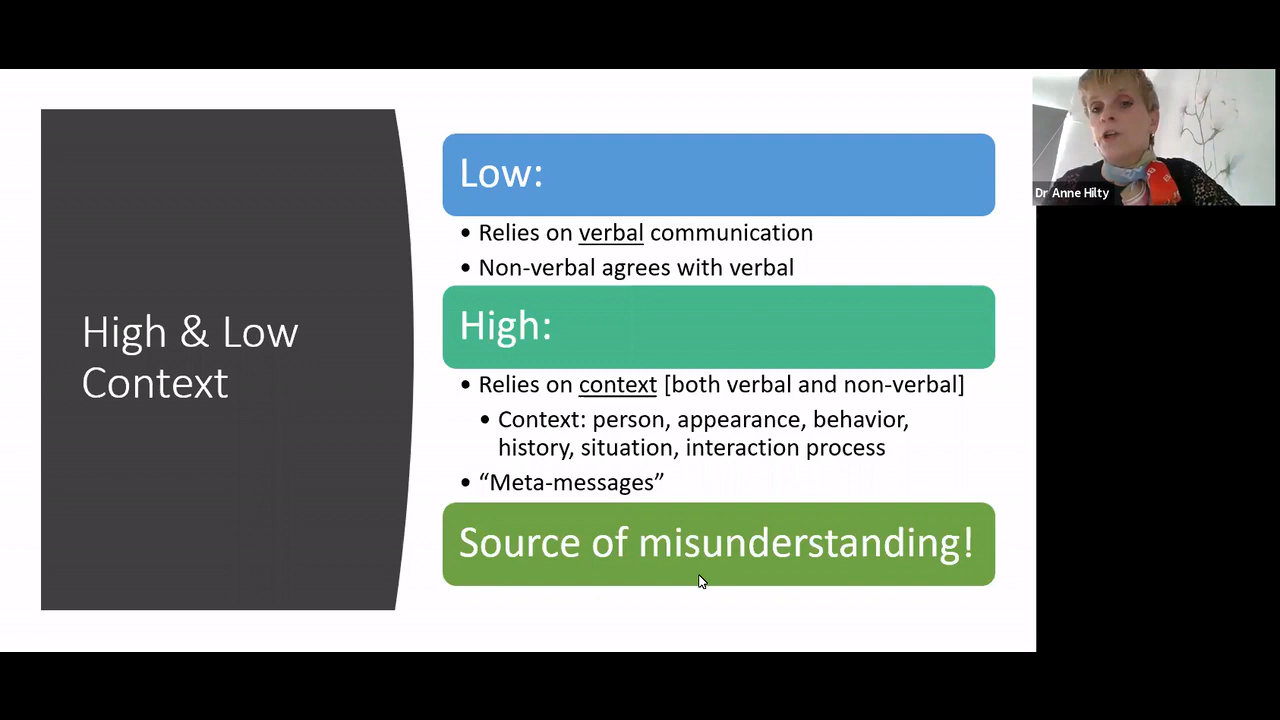 High & Low
Context
Low:
• Relies on verbal communication
• Non-verbal agrees with verbal
High:
• Relies on context [both verbal and non-verbal]
• Context: person, appearance, behavior,
history, situation, interaction process
• “Meta-messages”
Source of misunderstanding!
Dr Anne Hilty